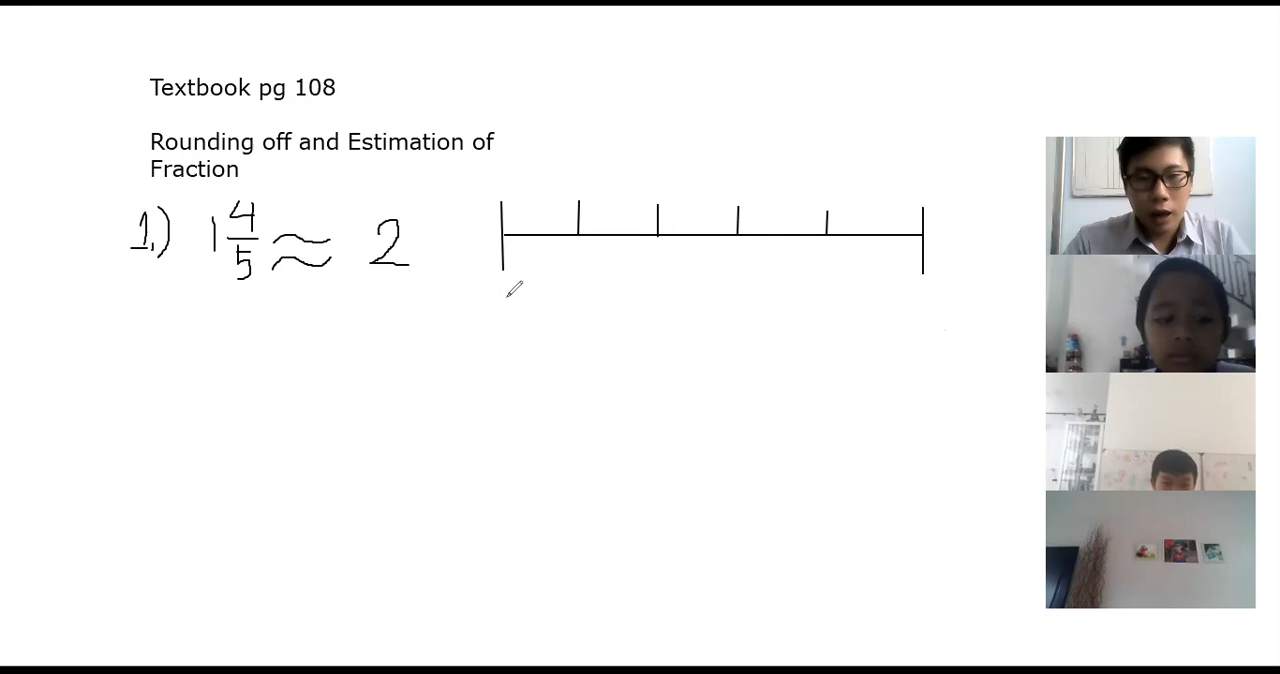 Textbook pg 108
Rounding off and Estimation of
Fraction
1.) 1 4/5 ≈ 2